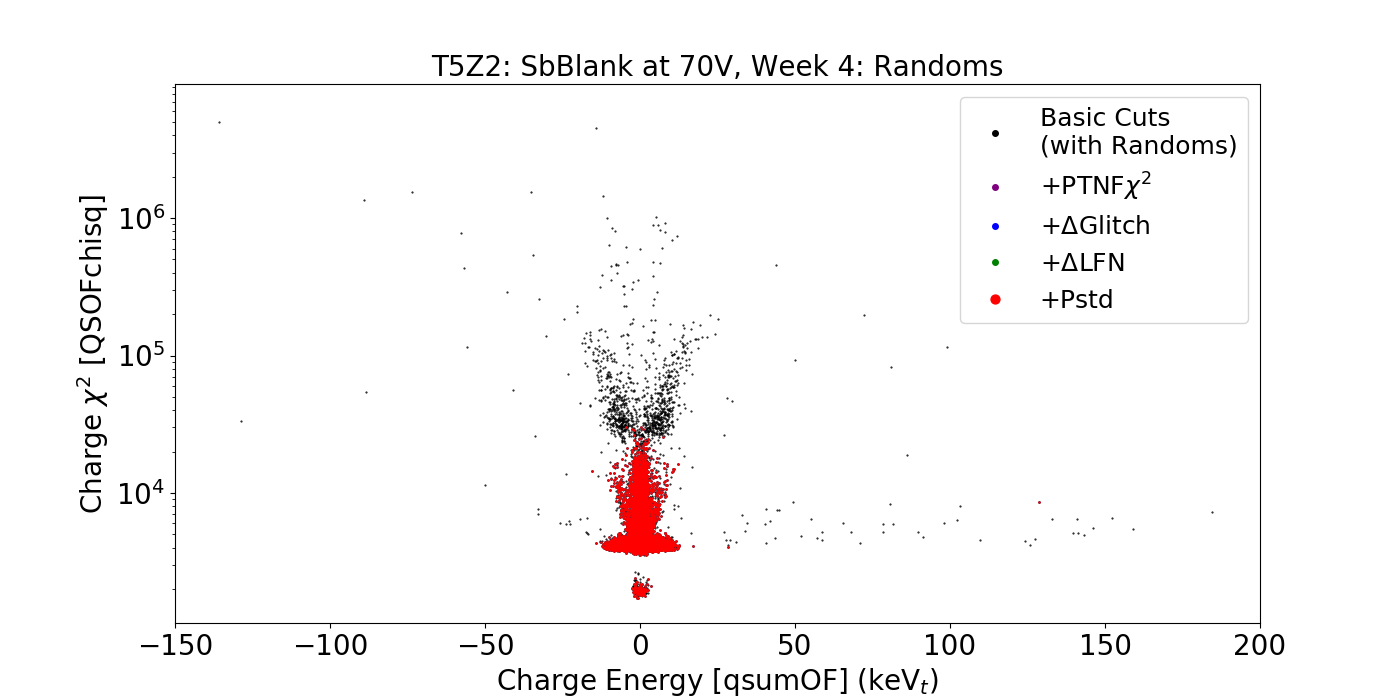 T5Z2: SbBlank at 70V, Week 4: Randoms
Basic Cuts
(with Randoms)
+PTNFχ²
+ΔGlitch
+ΔLFN
+Pstd
Charge χ² [QSOFchisq]
10⁶
10⁵
10⁴
−150 −100 −50 0 50 100 150 200
Charge Energy [qsumOF] (keVₜ)